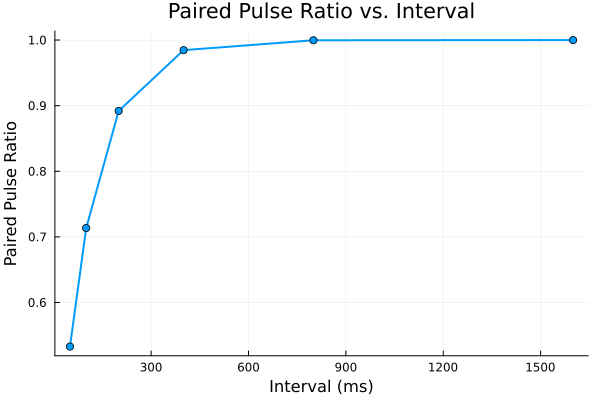 Paired Pulse Ratio vs. Interval
1.0
0.9
0.8
0.7
0.6
Paired Pulse Ratio
300 600 900 1200 1500
Interval (ms)